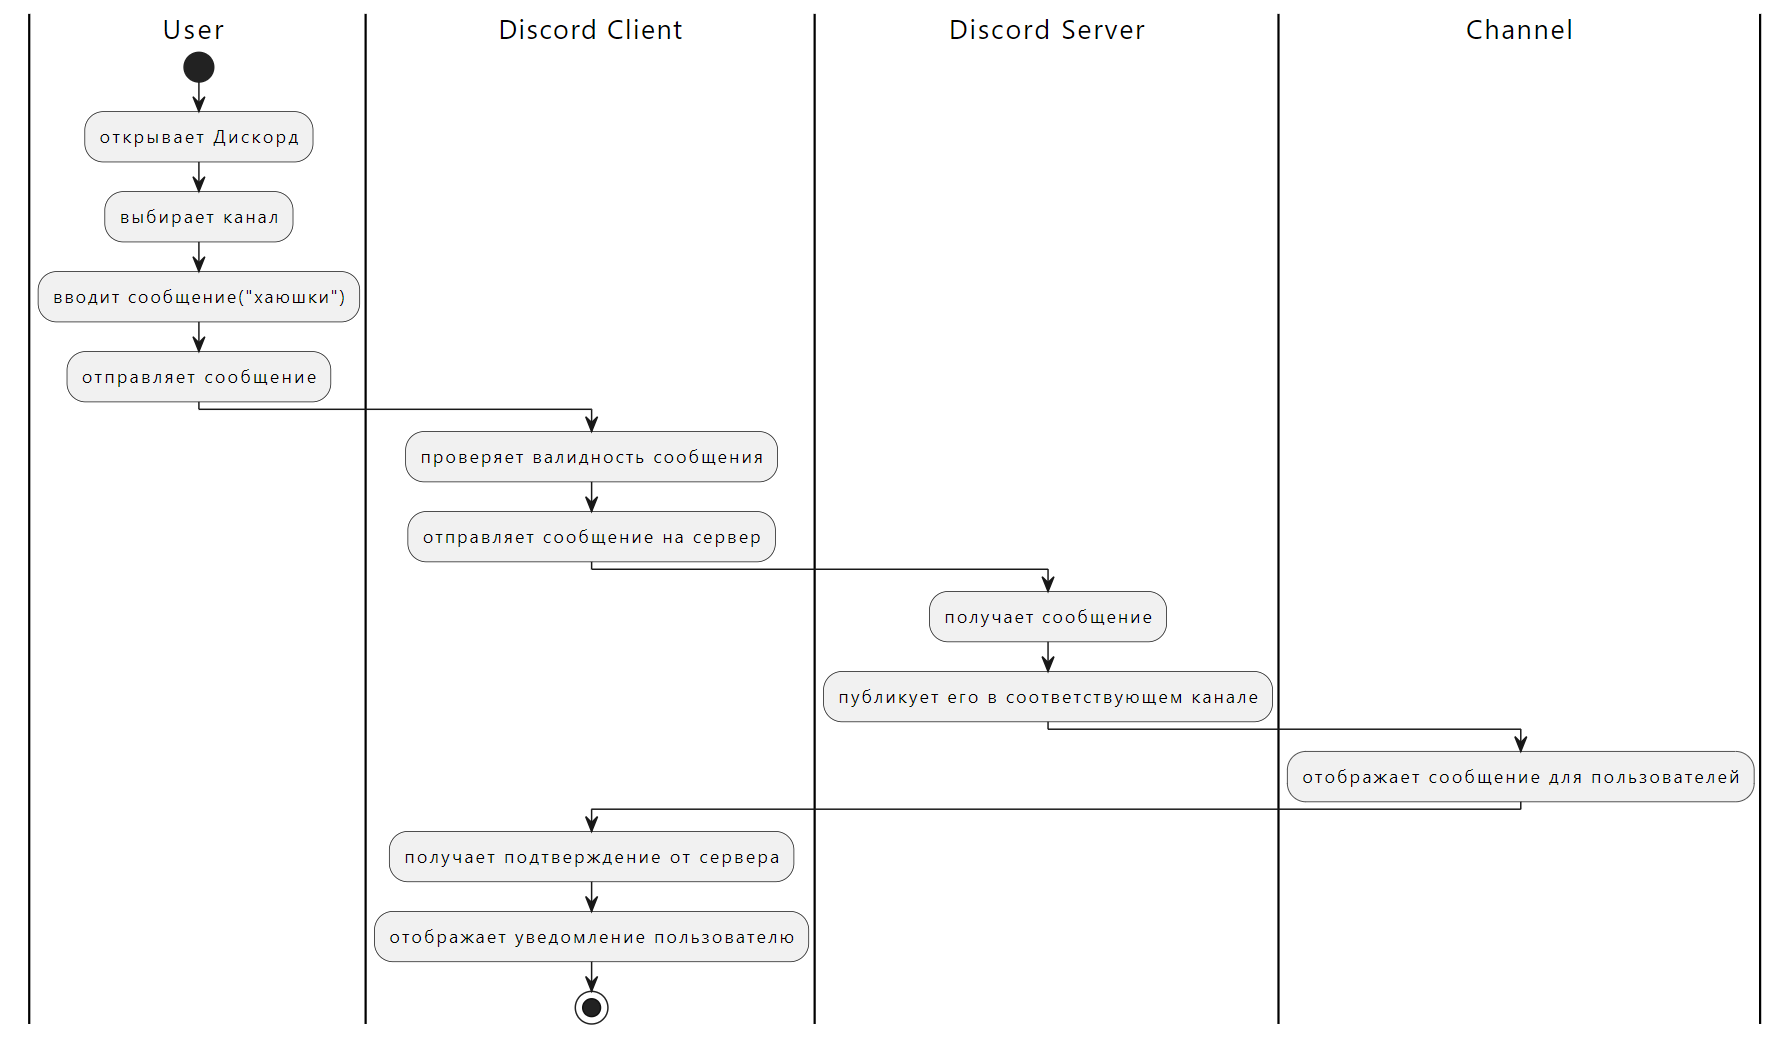 User
Discord Client
Discord Server
Channel
открывает Дискорд
выбирает канал
вводит сообщение("хаюшки")
отправляет сообщение
проверяет валидность сообщения
отправляет сообщение на сервер
получает сообщение
публикует его в соответствующем канале
отображает сообщение для пользователей
получает подтверждение от сервера
отображает уведомление пользователю